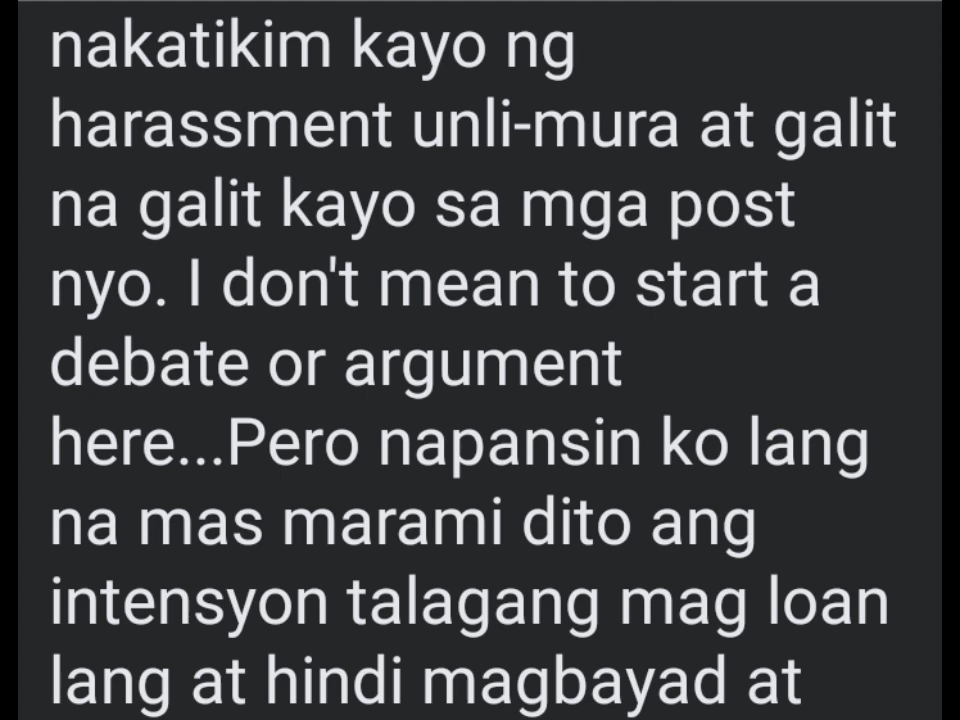 nakatikim kayo ng
harassment unli-mura at galit
na galit kayo sa mga post
nyo. I don't mean to start a
debate or argument
here...Pero napansin ko lang
na mas marami dito ang
intensyon talagang mag loan
lang at hindi magbayad at